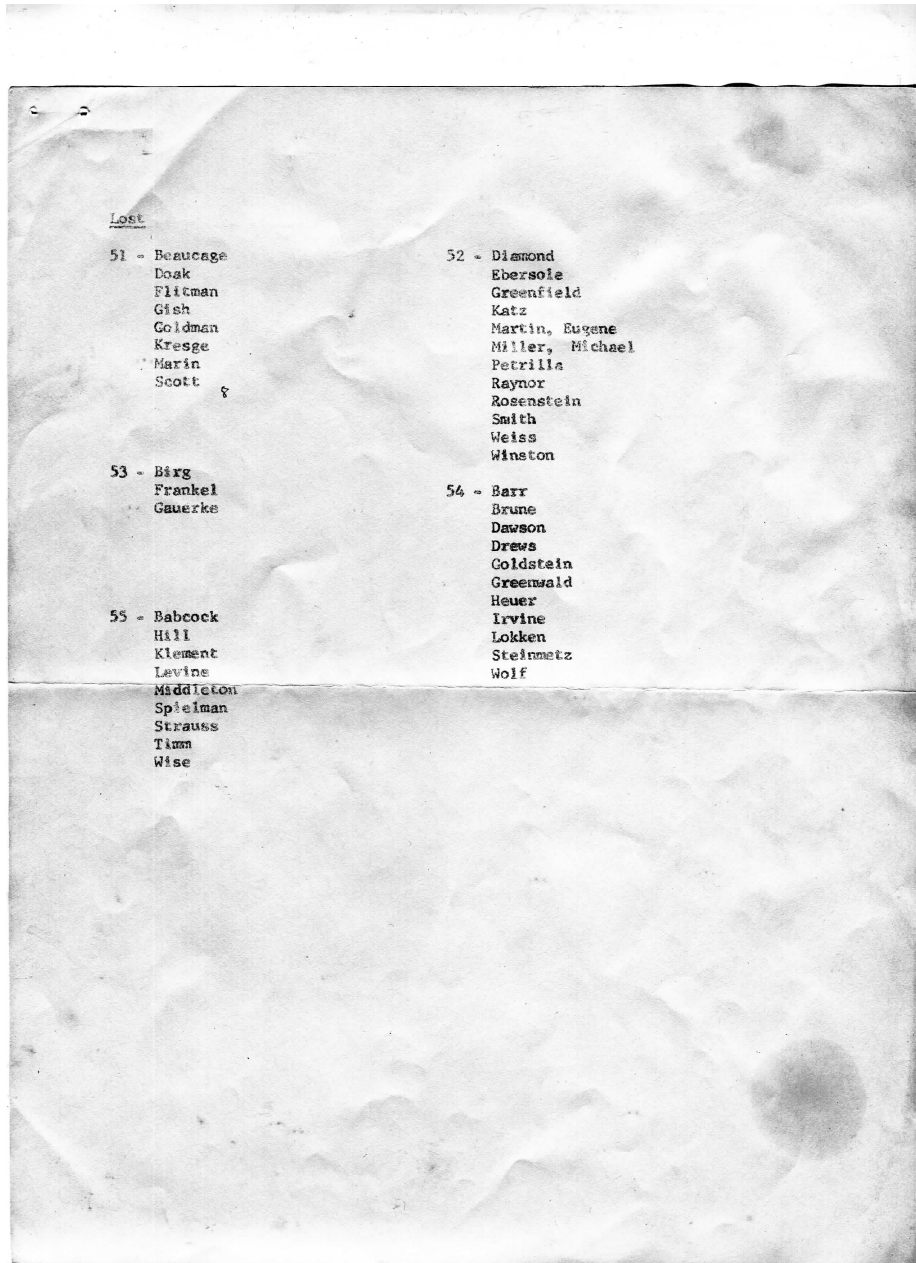 Lost
51 - Beaucage
Doak
Flitman
Gish
Goldman
Kresge
Marin
Scott
8
52 - Diamond
Ebersole
Greenfield
Katz
Martin, Eugene
Miller, Michael
Petrilla
Raynor
Rosenstein
Smith
Weiss
Winston
53 - Birg
Frankel
Gauerke
54 - Barr
Brune
Dawson
Drews
Goldstein
Greenwald
Heuer
Irvine
Lokken
Steinmetz
Wolf
55 - Babcock
Hill
Klement
Levine
Middleton
Spielman
Strauss
Timm
Wise